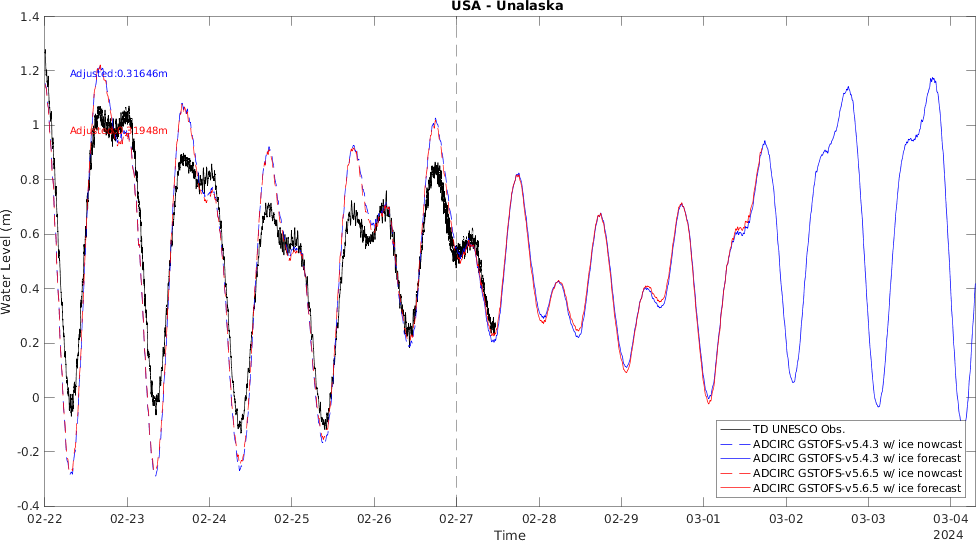 USA - Unalaska
1.4
1.2
1
0.8
0.6
0.4
0.2
0
-0.2
-0.4
Water Level (m)
Adjusted:0.31646m
Adjusted:0.31948m
TD UNESCO Obs.
ADCIRC GSTOFS-v5.4.3 w/ ice nowcast
ADCIRC GSTOFS-v5.4.3 w/ ice forecast
ADCIRC GSTOFS-v5.6.5 w/ ice nowcast
ADCIRC GSTOFS-v5.6.5 w/ ice forecast
02-22 02-23 02-24 02-25 02-26 02-27 02-28 02-29 03-01 03-02 03-03 03-04
Time
2024